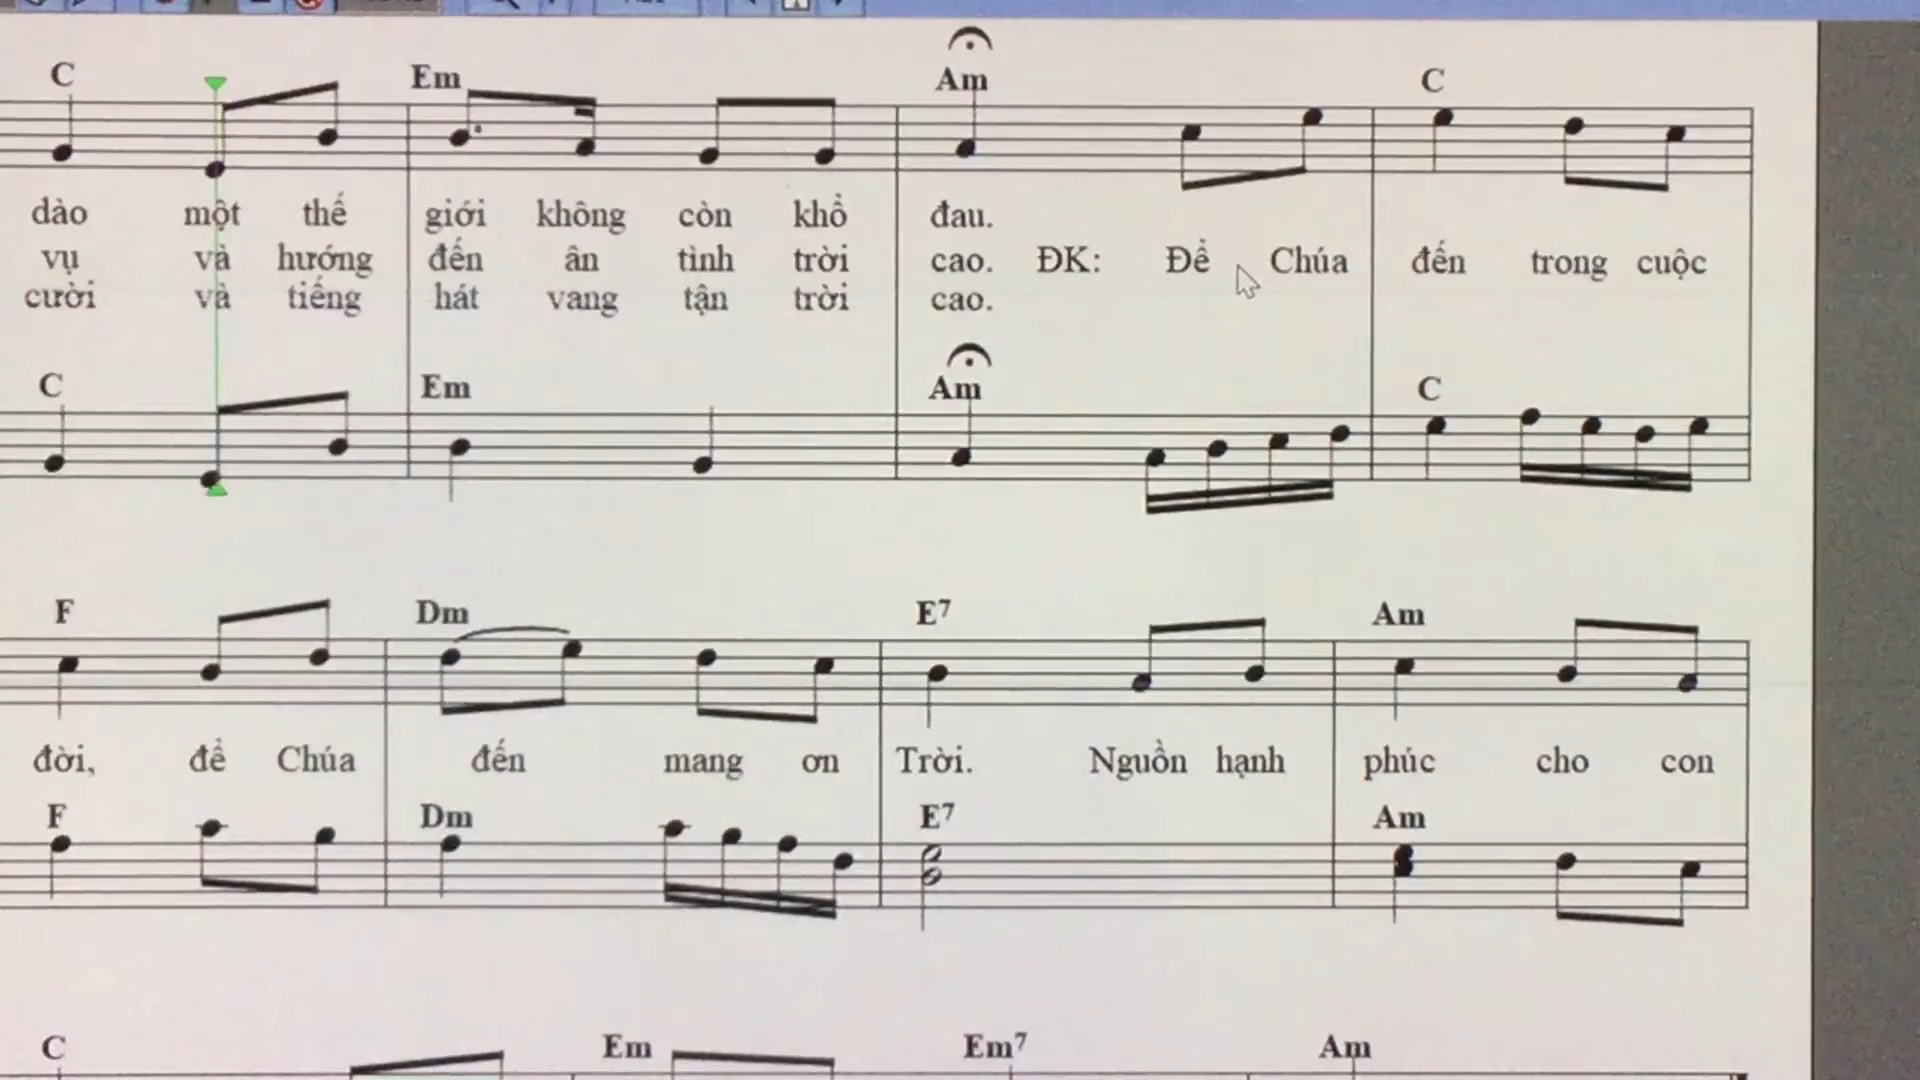 C Em Am C
dào một thế giới không còn khổ đau.
vụ và hướng đến ân tình trời cao. ĐK: Để Chúa đến trong cuộc
cười và tiếng hát vang tận trời cao.
C Em Am C
F Dm E7 Am
đời, để Chúa đến mang ơn Trời. Nguồn hạnh phúc cho con
F Dm E7 Am
C Em Em7 Am